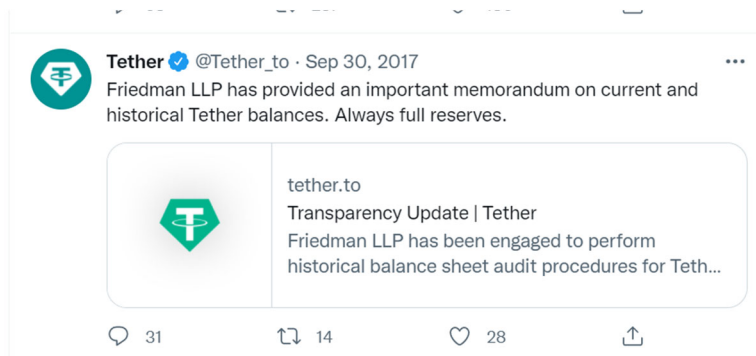 Tether @Tether_to · Sep 30, 2017
Friedman LLP has provided an important memorandum on current and
historical Tether balances. Always full reserves.
tether.to
Transparency Update | Tether
Friedman LLP has been engaged to perform
historical balance sheet audit procedures for Teth...
31 14 28